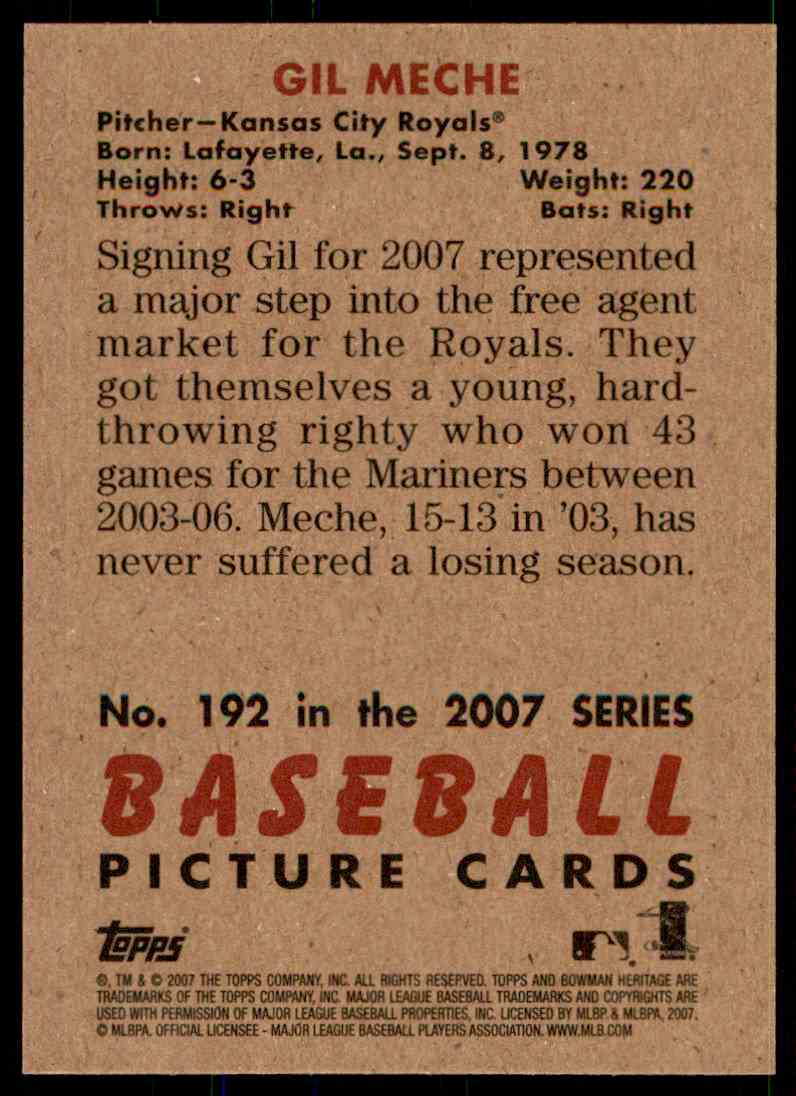 GIL MECHE
Pitcher—Kansas City Royals®
Born: Lafayette, La., Sept. 8, 1978
Height: 6-3 Weight: 220
Throws: Right Bats: Right
Signing Gil for 2007 represented
a major step into the free agent
market for the Royals. They
got themselves a young, hard-
throwing righty who won 43
games for the Mariners between
2003-06. Meche, 15-13 in ’03, has
never suffered a losing season.
No. 192 in the 2007 SERIES
BASEBALL
PICTURE CARDS
topps
®, TM & © 2007 THE TOPPS COMPANY, INC. ALL RIGHTS RESERVED. TOPPS AND BOWMAN HERITAGE ARE
TRADEMARKS OF THE TOPPS COMPANY, INC. MAJOR LEAGUE BASEBALL TRADEMARKS AND COPYRIGHTS ARE
USED WITH PERMISSION OF MAJOR LEAGUE BASEBALL PROPERTIES, INC. LICENSED BY MLBP & MLBPA, 2007.
© MLBPA. OFFICIAL LICENSEE - MAJOR LEAGUE BASEBALL PLAYERS ASSOCIATION. WWW.MLB.COM